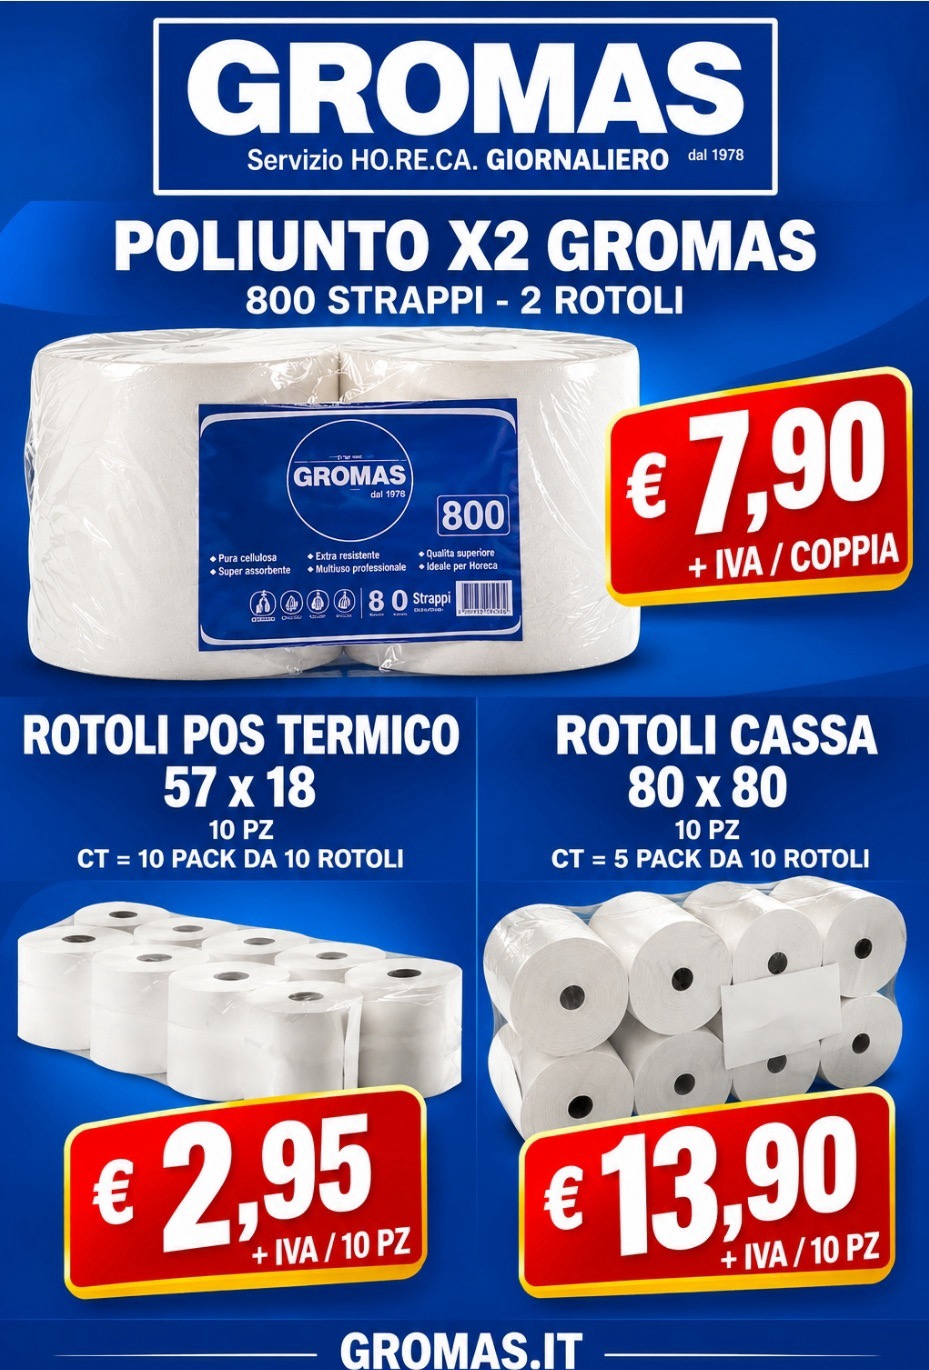 GROMAS
Servizio HO.RE.CA. GIORNALIERO dal 1978
POLIUNTO X2 GROMAS
800 STRAPPI - 2 ROTOLI
GROMAS
dal 1978
800
◆ Pura cellulosa ◆ Extra resistente ◆ Qualita superiore
◆ Super assorbente ◆ Multiuso professionale ◆ Ideale per Horeca
8 0 Strappi
€ 7,90
+ IVA / COPPIA
ROTOLI POS TERMICO
57 x 18
10 PZ
CT = 10 PACK DA 10 ROTOLI
€ 2,95
+ IVA / 10 PZ
ROTOLI CASSA
80 x 80
10 PZ
CT = 5 PACK DA 10 ROTOLI
€ 13,90
+ IVA / 10 PZ
GROMAS.IT